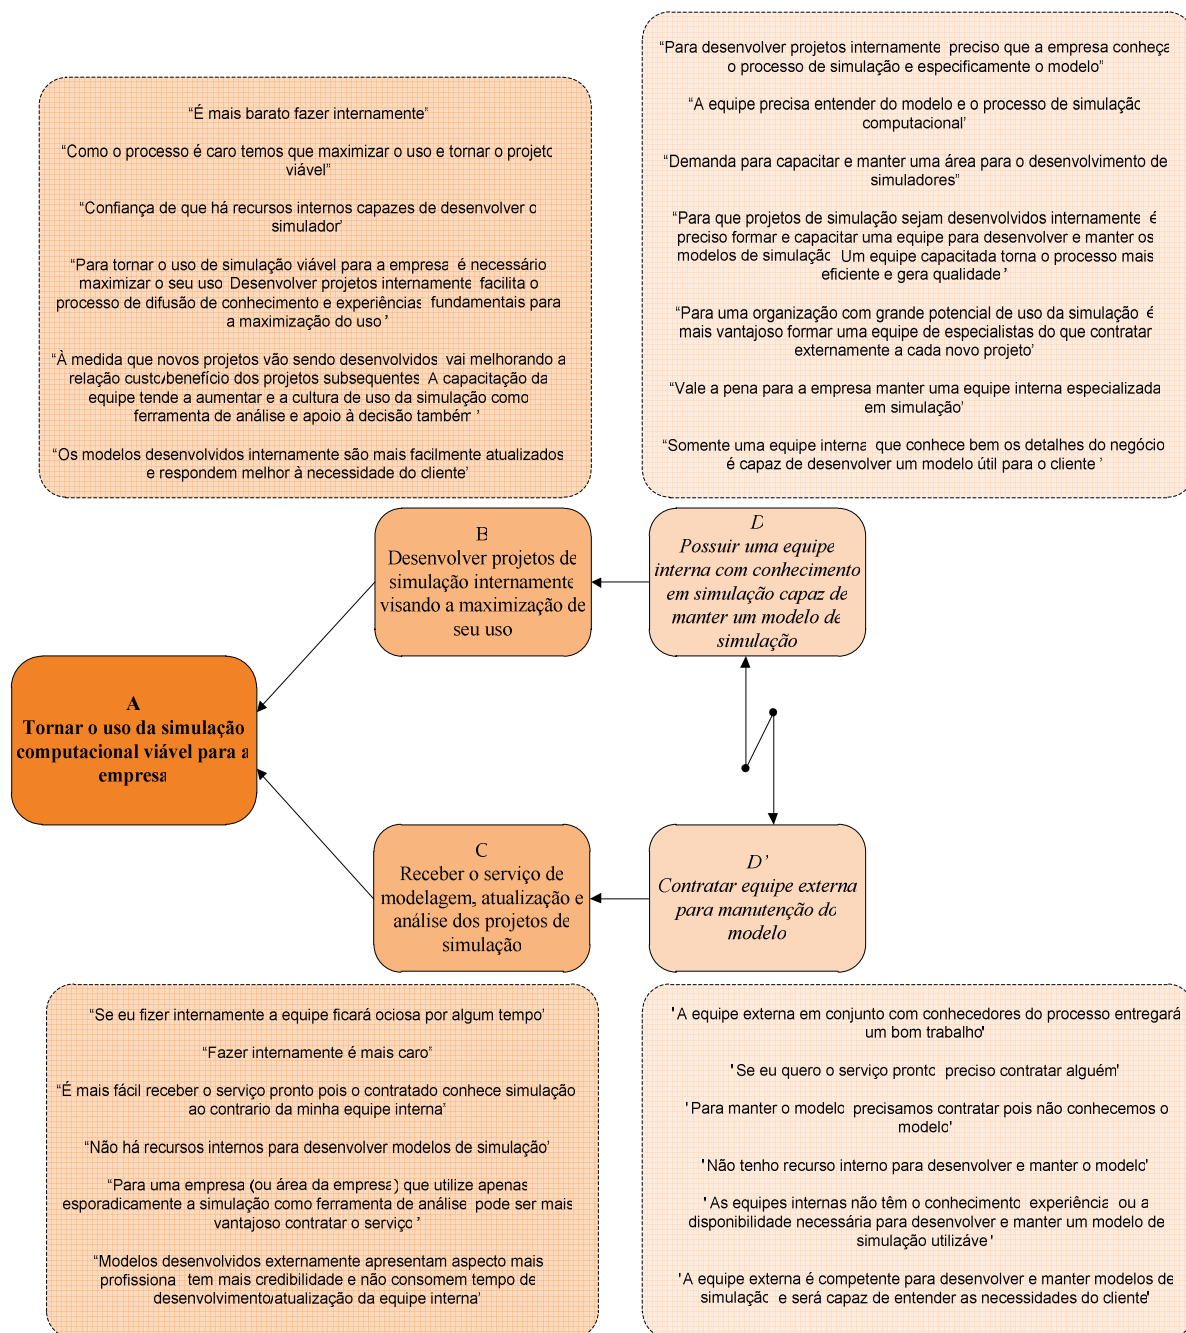 “É mais barato fazer internamente”
“Como o processo é caro temos que maximizar o uso e tornar o projeto
viável”
“Confiança de que há recursos internos capazes de desenvolver o
simulador’
“Para tornar o uso de simulação viável para a empresa é necessário
maximizar o seu uso Desenvolver projetos internamente facilita o
processo de difusão de conhecimento e experiências fundamentais para
a maximização do uso ’
“À medida que novos projetos vão sendo desenvolvidos vai melhorando a
relação custo/benefício dos projetos subsequentes A capacitação da
equipe tende a aumentar e a cultura de uso da simulação como
ferramenta de análise e apoio à decisão também ’
“Os modelos desenvolvidos internamente são mais facilmente atualizados
e respondem melhor à necessidade do cliente’
“Para desenvolver projetos internamente preciso que a empresa conheça
o processo de simulação e especificamente o modelo”
“A equipe precisa entender do modelo e o processo de simulação
computacional’
“Demanda para capacitar e manter uma área para o desenvolvimento de
simuladores”
“Para que projetos de simulação sejam desenvolvidos internamente é
preciso formar e capacitar uma equipe para desenvolver e manter os
modelos de simulação Um equipe capacitada torna o processo mais
eficiente e gera qualidade ’
“Para uma organização com grande potencial de uso da simulação é
mais vantajoso formar uma equipe de especialistas do que contratar
externamente a cada novo projeto’
“Vale a pena para a empresa manter uma equipe interna especializada
em simulação’
“Somente uma equipe interna que conhece bem os detalhes do negócio
é capaz de desenvolver um modelo útil para o cliente ’
B
Desenvolver projetos de
simulação internamente
visando a maximização de
seu uso
D
Possuir uma equipe
interna com conhecimento
em simulação capaz de
manter um modelo de
simulação
A
Tornar o uso da simulação
computacional viável para a
empresa
C
Receber o serviço de
modelagem, atualização e
análise dos projetos de
simulação
D’
Contratar equipe externa
para manutenção do
modelo
“Se eu fizer internamente a equipe ficará ociosa por algum tempo’
“Fazer internamente é mais caro”
“É mais fácil receber o serviço pronto pois o contratado conhece simulação
ao contrario da minha equipe interna’
“Não há recursos internos para desenvolver modelos de simulação’
“Para uma empresa (ou área da empresa) que utilize apenas
esporadicamente a simulação como ferramenta de análise pode ser mais
vantajoso contratar o serviço ’
“Modelos desenvolvidos externamente apresentam aspecto mais
profissional tem mais credibilidade e não consomem tempo de
desenvolvimento/atualização da equipe interna’
'A equipe externa em conjunto com conhecedores do processo entregará
um bom trabalho'
'Se eu quero o serviço pronto preciso contratar alguém'
'Para manter o modelo precisamos contratar pois não conhecemos o
modelo'
'Não tenho recurso interno para desenvolver e manter o modelo'
'As equipes internas não têm o conhecimento experiência ou a
disponibilidade necessária para desenvolver e manter um modelo de
simulação utilizável'
'A equipe externa é competente para desenvolver e manter modelos de
simulação e será capaz de entender as necessidades do cliente'